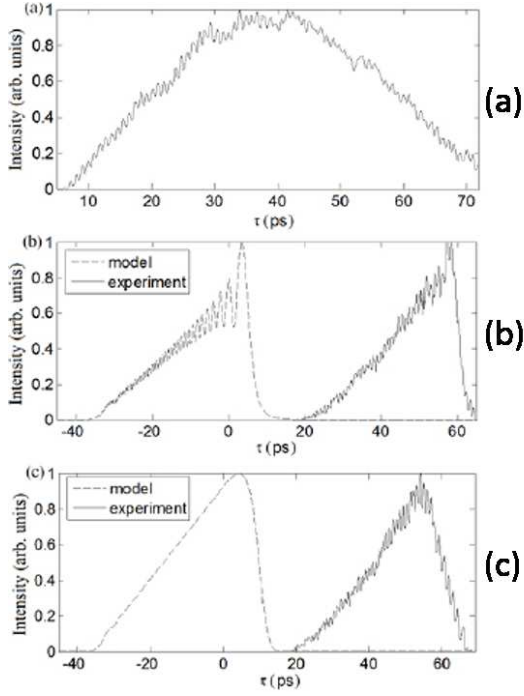 (a)
Intensity (arb. units)
1
0.8
0.6
0.4
0.2
0
10 20 30 40 50 60 70
τ (ps)
(a)
(b)
Intensity (arb. units)
1
0.8
0.6
0.4
0.2
0
model
experiment
-40 -20 0 20 40 60
τ (ps)
(b)
(c)
Intensity (arb. units)
1
0.8
0.6
0.4
0.2
0
model
experiment
-40 -20 0 20 40 60
τ (ps)
(c)